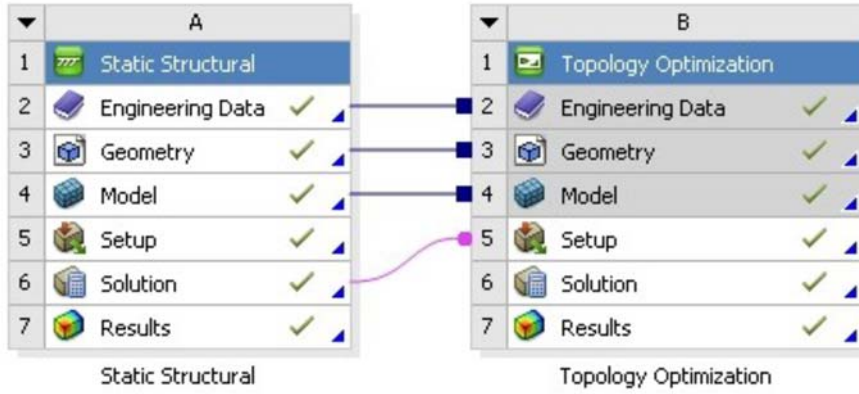 A
1 Static Structural
2 Engineering Data
3 Geometry
4 Model
5 Setup
6 Solution
7 Results
Static Structural
B
1 Topology Optimization
2 Engineering Data
3 Geometry
4 Model
5 Setup
6 Solution
7 Results
Topology Optimization